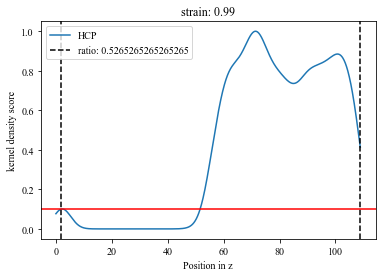 strain: 0.99
HCP
ratio: 0.5265265265265265
kernel density score
1.0
0.8
0.6
0.4
0.2
0.0
0 20 40 60 80 100
Position in z